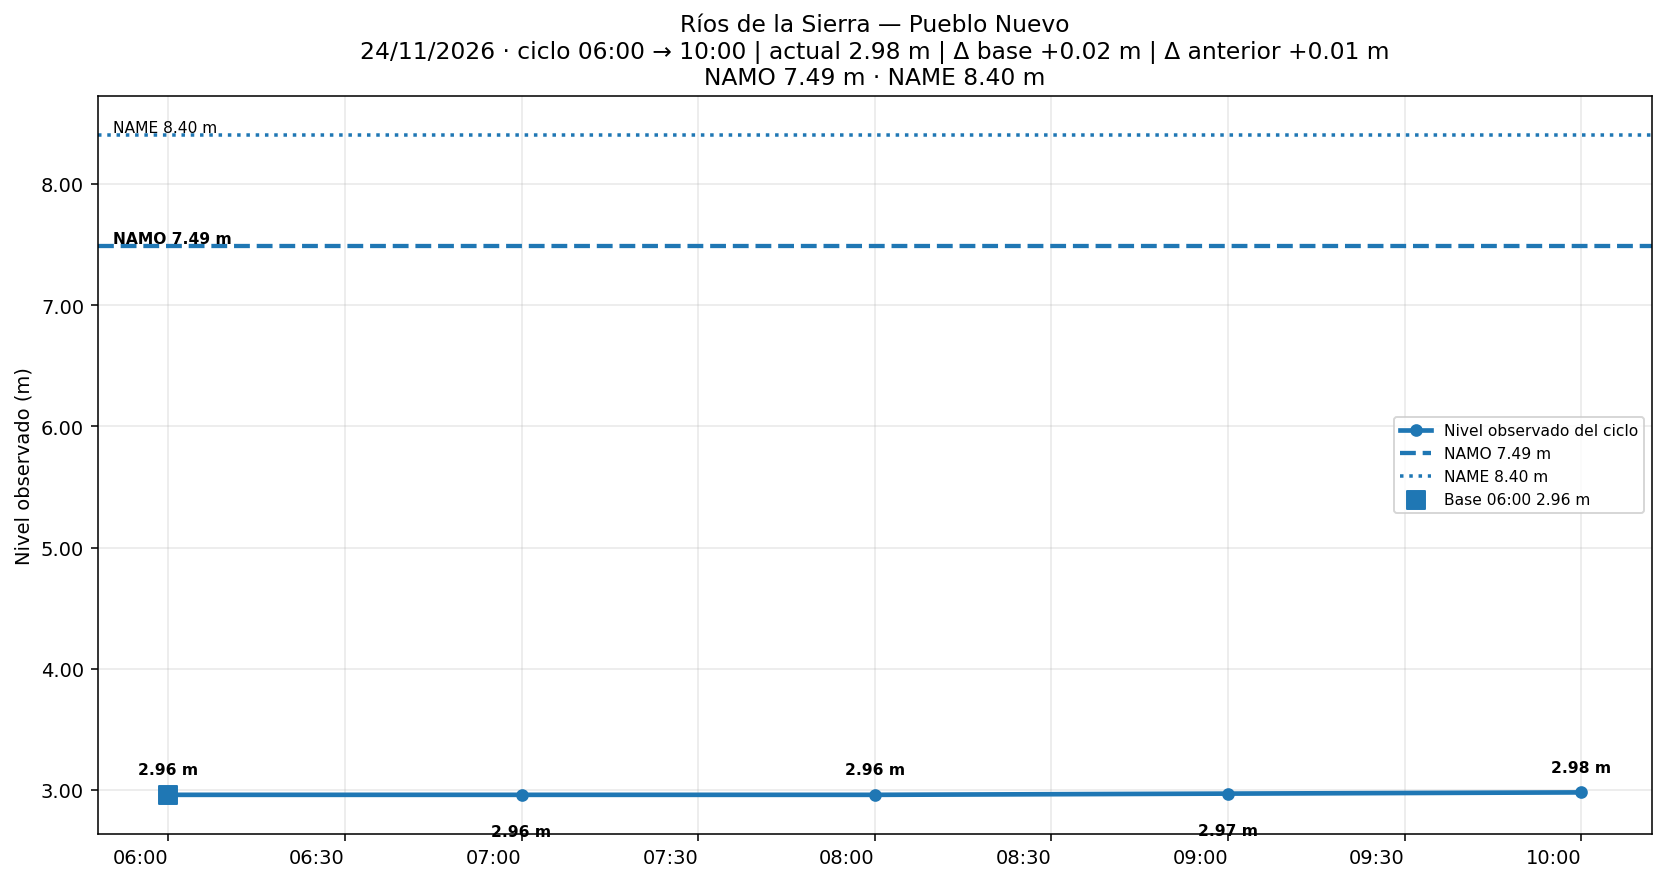 Ríos de la Sierra — Pueblo Nuevo
24/11/2026 · ciclo 06:00 → 10:00 | actual 2.98 m | Δ base +0.02 m | Δ anterior +0.01 m
NAMO 7.49 m · NAME 8.40 m
NAME 8.40 m
8.00
NAMO 7.49 m
7.00
Nivel observado (m)
6.00
Nivel observado del ciclo
NAMO 7.49 m
NAME 8.40 m
Base 06:00 2.96 m
5.00
4.00
3.00
2.96 m
2.96 m
2.96 m
2.97 m
2.98 m
06:00
06:30
07:00
07:30
08:00
08:30
09:00
09:30
10:00